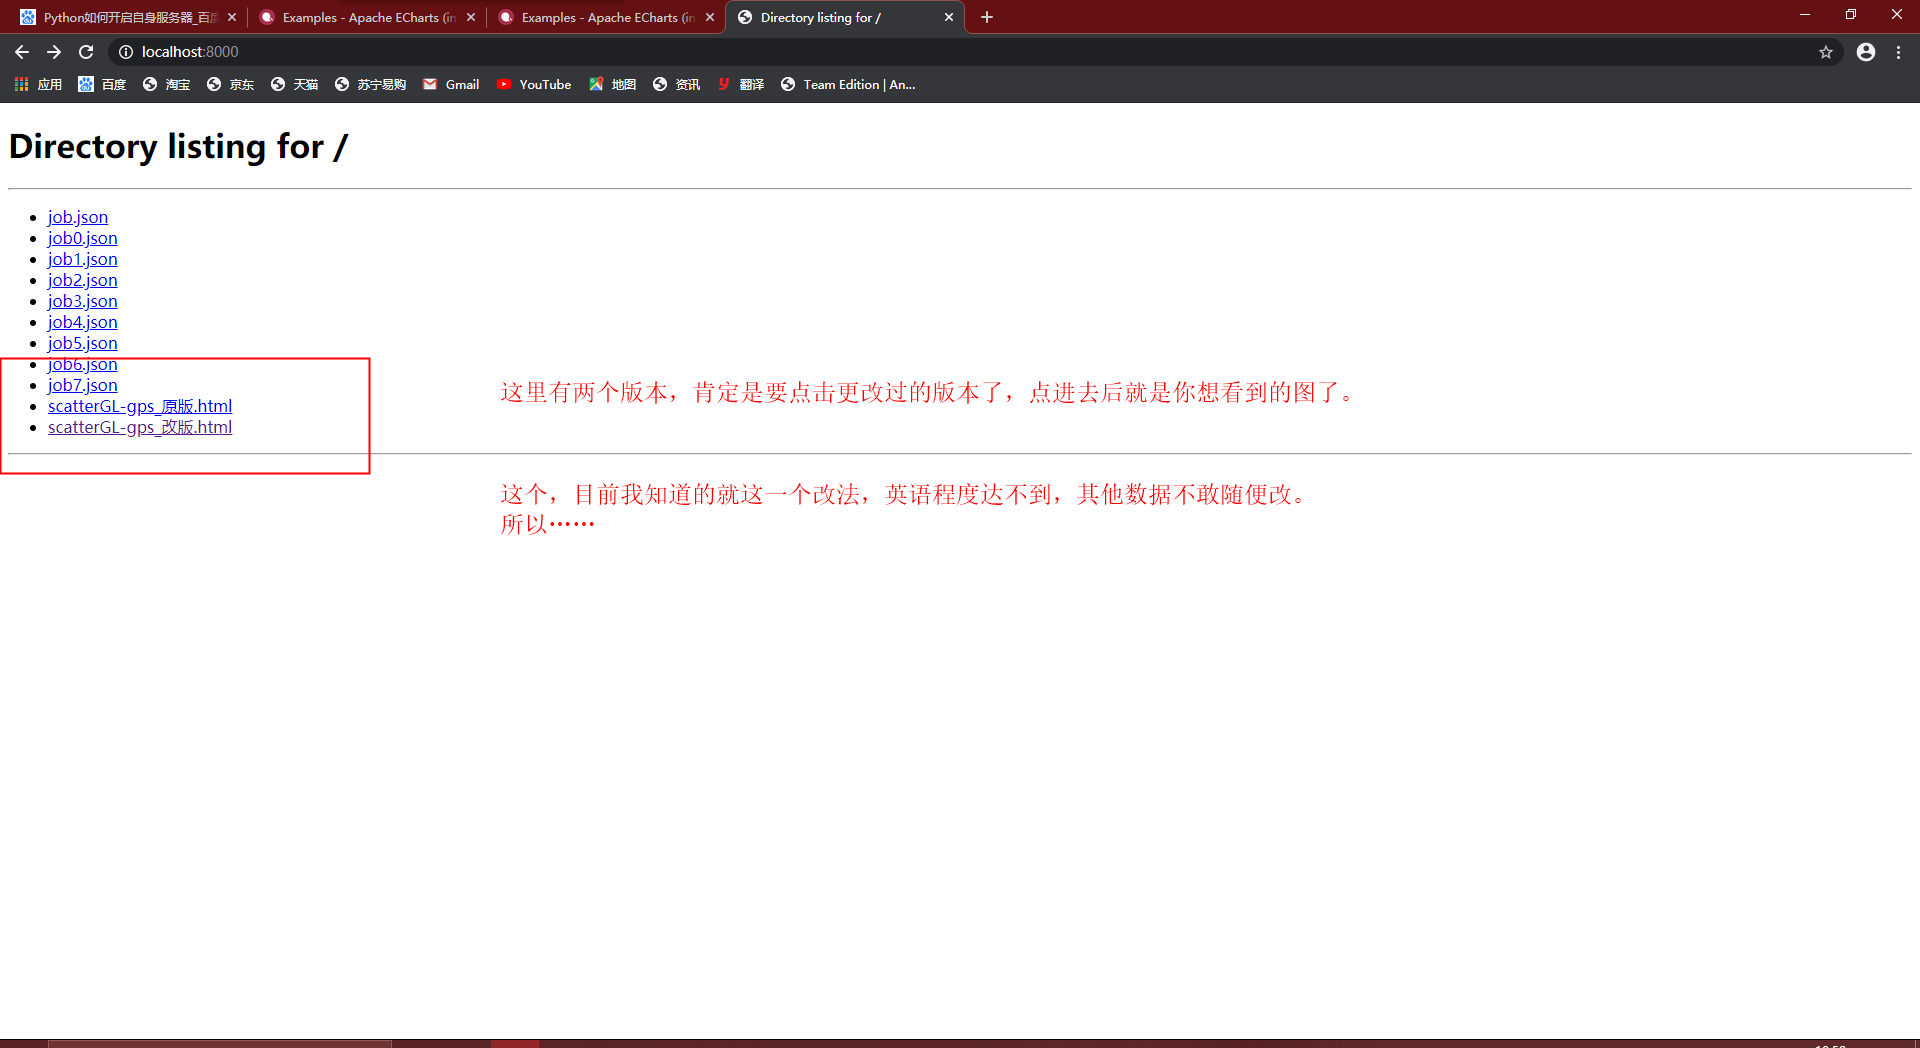 Python如何开启自身服务器_百度
Examples - Apache ECharts (in
Examples - Apache ECharts (in
Directory listing for /
localhost:8000
应用
百度
淘宝
京东
天猫
苏宁易购
Gmail
YouTube
地图
资讯
翻译
Team Edition | An...
Directory listing for /
job.json
job0.json
job1.json
job2.json
job3.json
job4.json
job5.json
job6.json
job7.json
scatterGL-gps_原版.html
scatterGL-gps_改版.html
这里有两个版本，肯定是要点击更改过的版本了，点进去后就是你想看到的图了。
这个，目前我知道的就这一个改法，英语程度达不到，其他数据不敢随便改。
所以……